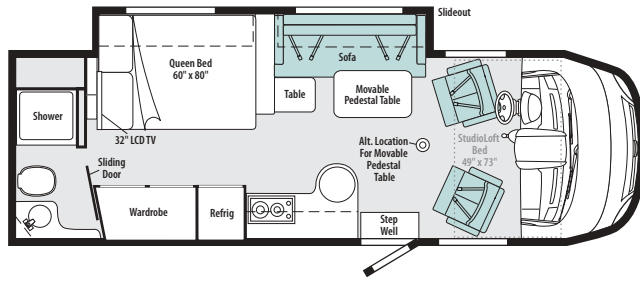 Slideout
Queen Bed
60" x 80"
Sofa
Table
Movable
Pedestal Table
Shower
32" LCD TV
Alt. Location
For Movable
Pedestal
Table
StudioLoft
Bed
49" x 73"
Sliding
Door
Wardrobe
Refrig
Step
Well